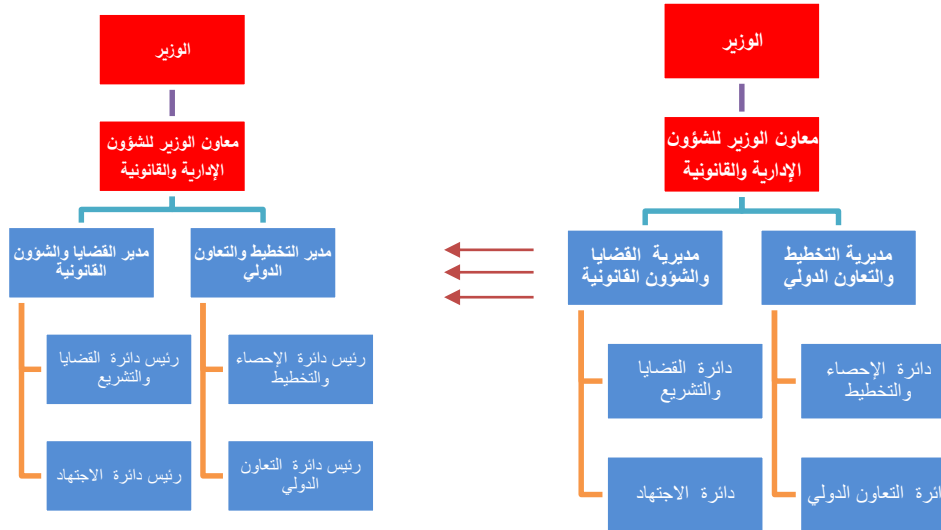 الوزير
معاون الوزير للشؤون
الإدارية والقانونية
مديرية التخطيط
والتعاون الدولي
دائرة الإحصاء
والتخطيط
ائرة التعاون الدولي
مديرية القضايا
والشؤون القانونية
دائرة القضايا
والتشريع
دائرة الاجتهاد
الوزير
معاون الوزير للشؤون
الإدارية والقانونية
مدير التخطيط والتعاون
الدولي
رئيس دائرة الإحصاء
والتخطيط
رئيس دائرة التعاون
الدولي
مدير القضايا والشؤون
القانونية
رئيس دائرة القضايا
والتشريع
رئيس دائرة الاجتهاد